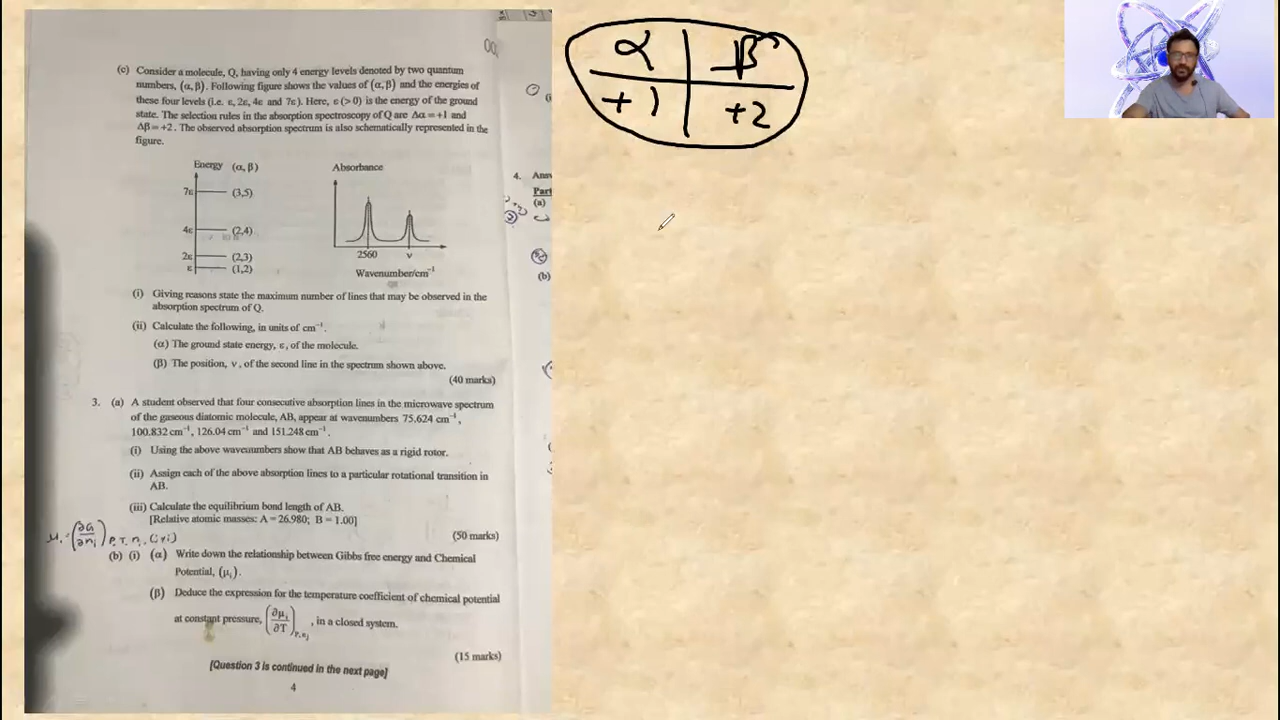 (c) Consider a molecule, Q, having only 4 energy levels denoted by two quantum
numbers, (α, β). Following figure shows the values of (α, β) and the energies of
these four levels (i.e. ε, 2ε, 4ε and 7ε). Here, ε (> 0) is the energy of the ground
state. The selection rules in the absorption spectroscopy of Q are Δα = +1 and
Δβ = +2. The observed absorption spectrum is also schematically represented in the
figure.
Energy (α, β)
7ε (3,5)
4ε (2,4)
2ε (2,3)
ε (1,2)
Absorbance
2560 ν
Wavenumber/cm⁻¹
(i) Giving reasons state the maximum number of lines that may be observed in the
absorption spectrum of Q.
(ii) Calculate the following, in units of cm⁻¹.
(α) The ground state energy, ε, of the molecule.
(β) The position, ν, of the second line in the spectrum shown above.
(40 marks)
3. (a) A student observed that four consecutive absorption lines in the microwave spectrum
of the gaseous diatomic molecule, AB, appear at wavenumbers 75.624 cm⁻¹,
100.832 cm⁻¹, 126.04 cm⁻¹ and 151.248 cm⁻¹.
(i) Using the above wavenumbers show that AB behaves as a rigid rotor.
(ii) Assign each of the above absorption lines to a particular rotational transition in
AB.
(iii) Calculate the equilibrium bond length of AB.
[Relative atomic masses: A = 26.980; B = 1.00]
(50 marks)
(b) (i) (α) Write down the relationship between Gibbs free energy and Chemical
Potential, (μᵢ).
(β) Deduce the expression for the temperature coefficient of chemical potential
at constant pressure, (∂μᵢ/∂T)P,nⱼ , in a closed system.
(15 marks)
[Question 3 is continued in the next page]
4
4. Ans
Part
(a)
(b)
α β
+1 +2